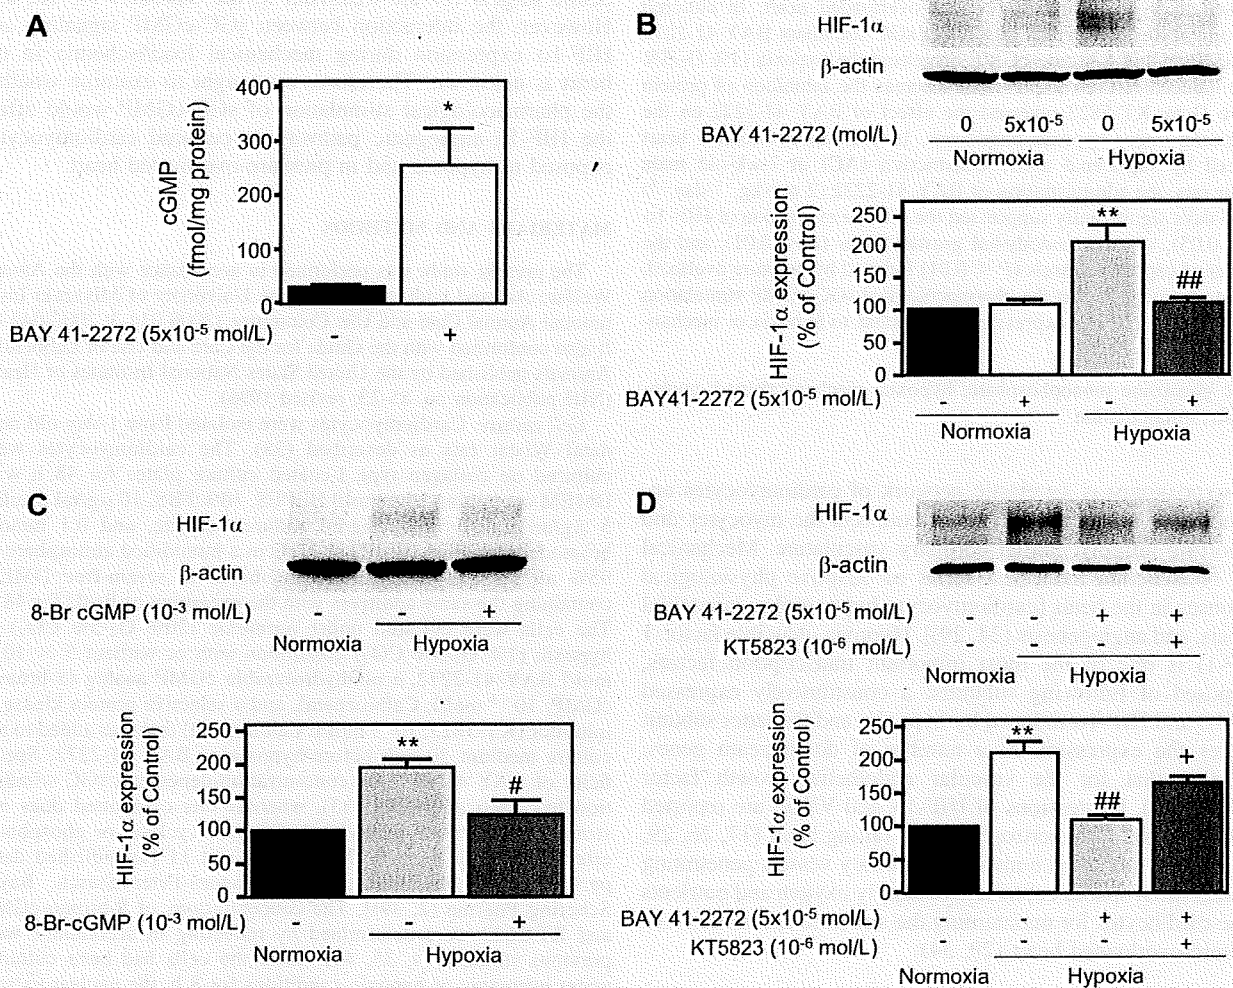 A
400
300
200
100
0
cGMP
(fmol/mg protein)
*
,
BAY 41-2272 (5x10-5 mol/L) - +
B
HIF-1α
β-actin
BAY 41-2272 (mol/L) 0 5x10-5 0 5x10-5
Normoxia Hypoxia
250
200
150
100
50
0
HIF-1α expression
(% of Control)
**
##
BAY41-2272 (5x10-5 mol/L) - + - +
Normoxia Hypoxia
C
HIF-1α
β-actin
8-Br cGMP (10-3 mol/L) - - +
Normoxia Hypoxia
250
200
150
100
50
0
HIF-1α expression
(% of Control)
**
#
8-Br-cGMP (10-3 mol/L) - - +
Normoxia Hypoxia
D
HIF-1α
β-actin
BAY 41-2272 (5x10-5 mol/L) - - + +
KT5823 (10-6 mol/L) - - - +
Normoxia Hypoxia
250
200
150
100
50
0
HIF-1α expression
(% of Control)
**
##
+
BAY 41-2272 (5x10-5 mol/L) - - + +
KT5823 (10-6 mol/L) - - - +
Normoxia Hypoxia